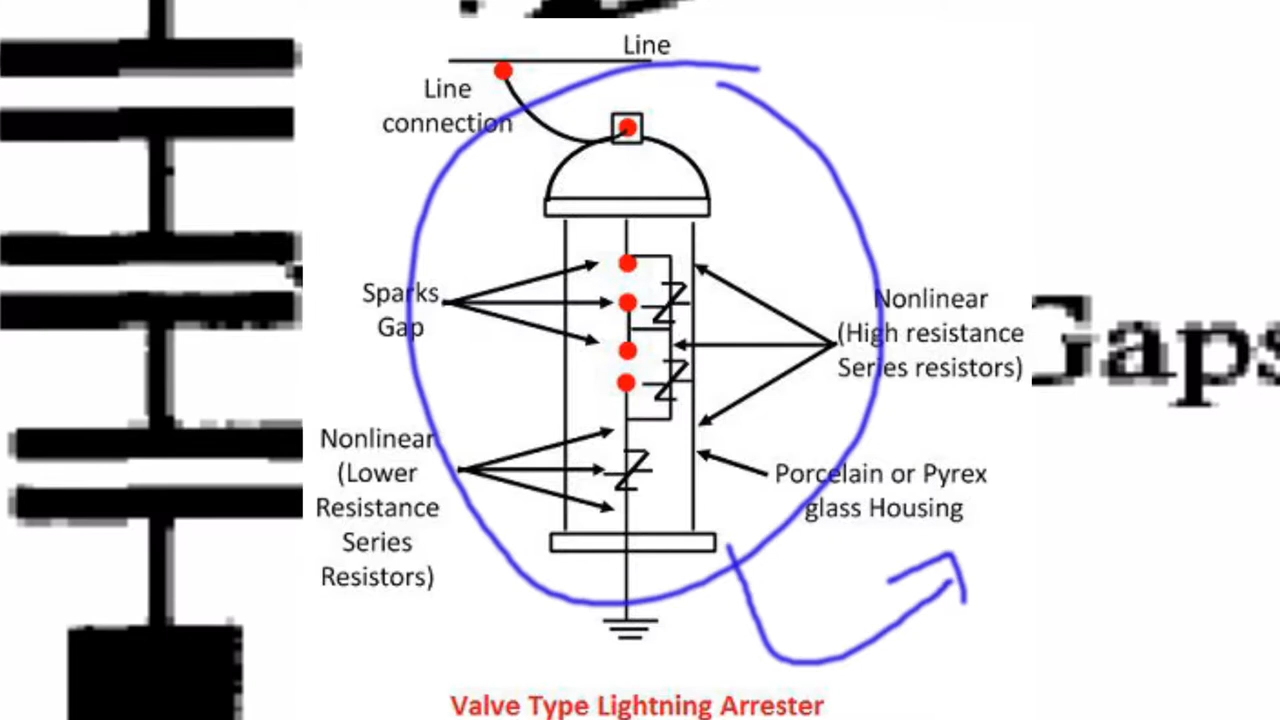 Line
Line
connection
Sparks
Gap
Nonlinear
(High resistance
Series resistors)
Gaps
Nonlinear
(Lower
Resistance
Series
Resistors)
Porcelain or Pyrex
glass Housing
Valve Type Lightning Arrester